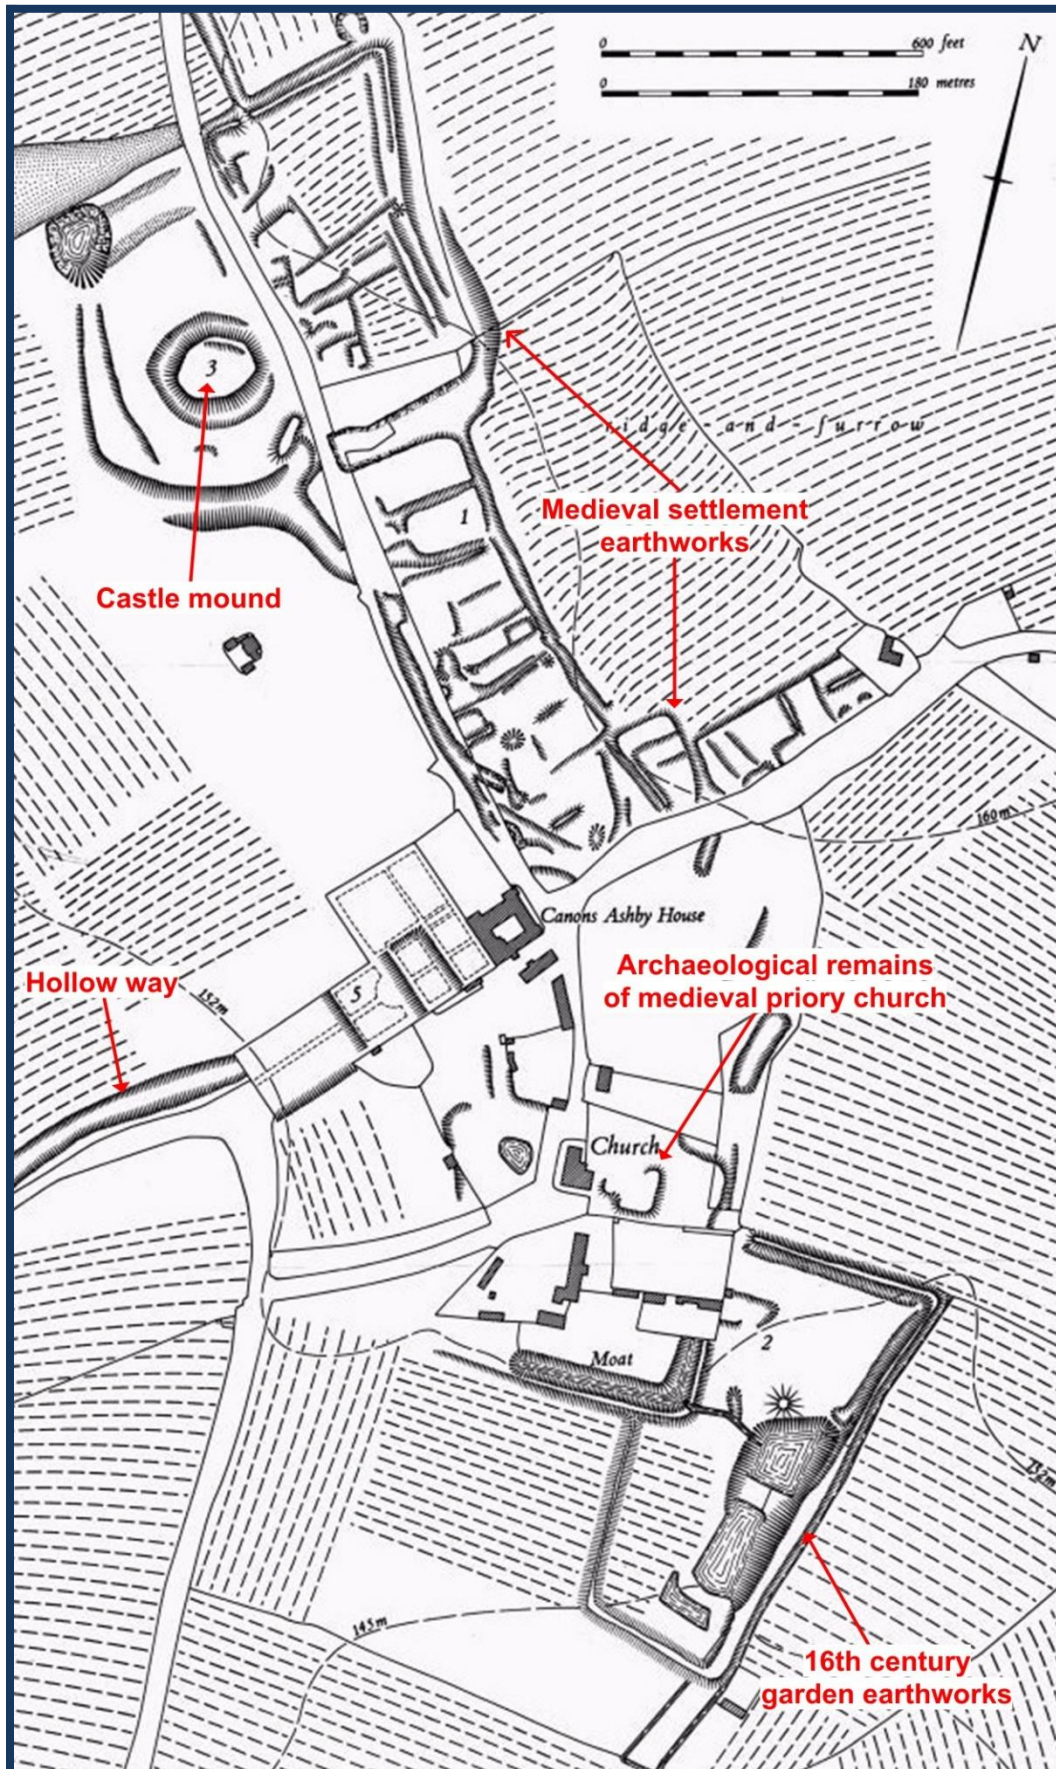 0 600 feet
0 180 metres
N
3
ridge - and - furrow
Medieval settlement
earthworks
1
Castle mound
160m
Canons Ashby House
Hollow way
152m
5
Archaeological remains
of medieval priory church
Church
2
Moat
152m
145m
16th century
garden earthworks